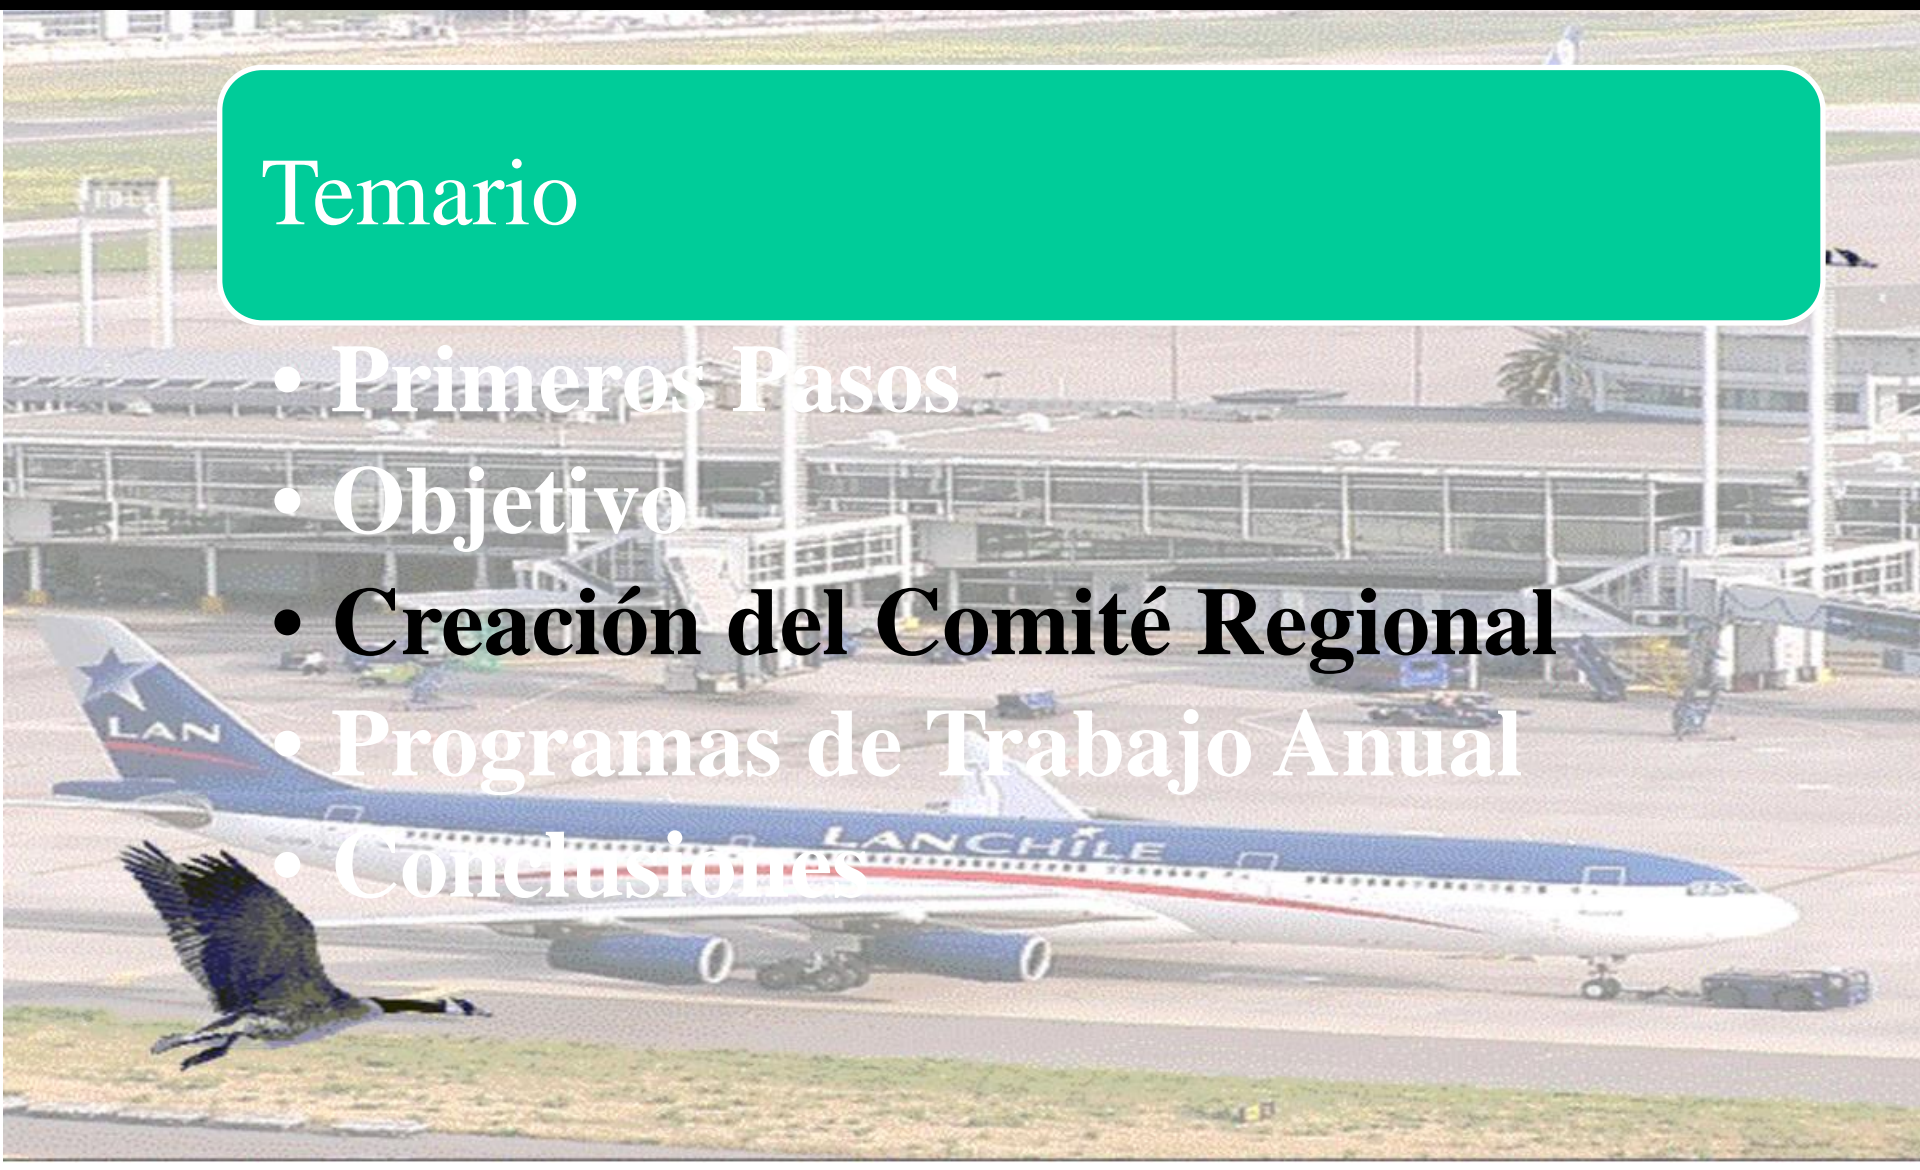 Temario
• Primeros Pasos
• Objetivo
• Creación del Comité Regional
• Programas de Trabajo Anual
• Conclusiones
LAN
LANCHILE